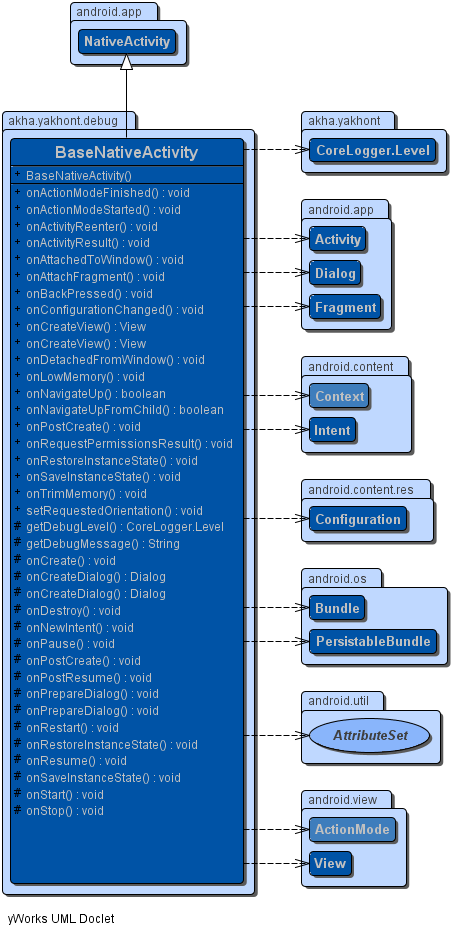 android.app
NativeActivity
akha.yakhont.debug
BaseNativeActivity
+ BaseNativeActivity()
+ onActionModeFinished() : void
+ onActionModeStarted() : void
+ onActivityReenter() : void
+ onActivityResult() : void
+ onAttachedToWindow() : void
+ onAttachFragment() : void
+ onBackPressed() : void
+ onConfigurationChanged() : void
+ onCreateView() : View
+ onCreateView() : View
+ onDetachedFromWindow() : void
+ onLowMemory() : void
+ onNavigateUp() : boolean
+ onNavigateUpFromChild() : boolean
+ onPostCreate() : void
+ onRequestPermissionsResult() : void
+ onRestoreInstanceState() : void
+ onSaveInstanceState() : void
+ onTrimMemory() : void
+ setRequestedOrientation() : void
# getDebugLevel() : CoreLogger.Level
# getDebugMessage() : String
# onCreate() : void
# onCreateDialog() : Dialog
# onCreateDialog() : Dialog
# onDestroy() : void
# onNewIntent() : void
# onPause() : void
# onPostCreate() : void
# onPostResume() : void
# onPrepareDialog() : void
# onPrepareDialog() : void
# onRestart() : void
# onRestoreInstanceState() : void
# onResume() : void
# onSaveInstanceState() : void
# onStart() : void
# onStop() : void
akha.yakhont
CoreLogger.Level
android.app
Activity
Dialog
Fragment
android.content
Context
Intent
android.content.res
Configuration
android.os
Bundle
PersistableBundle
android.util
AttributeSet
android.view
ActionMode
View
yWorks UML Doclet